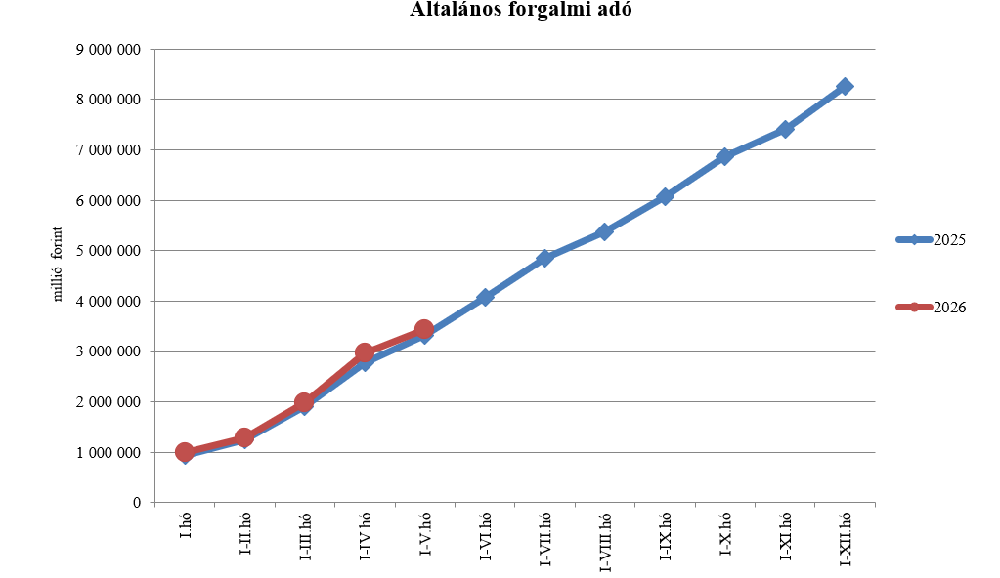 Általános forgalmi adó
9 000 000
8 000 000
7 000 000
6 000 000
5 000 000
4 000 000
3 000 000
2 000 000
1 000 000
0
millió forint
I.hó
I-II.hó
I-III.hó
I-IV.hó
I-V.hó
I-VI.hó
I-VII.hó
I-VIII.hó
I-IX.hó
I-X.hó
I-XI.hó
I-XII.hó
2025
2026